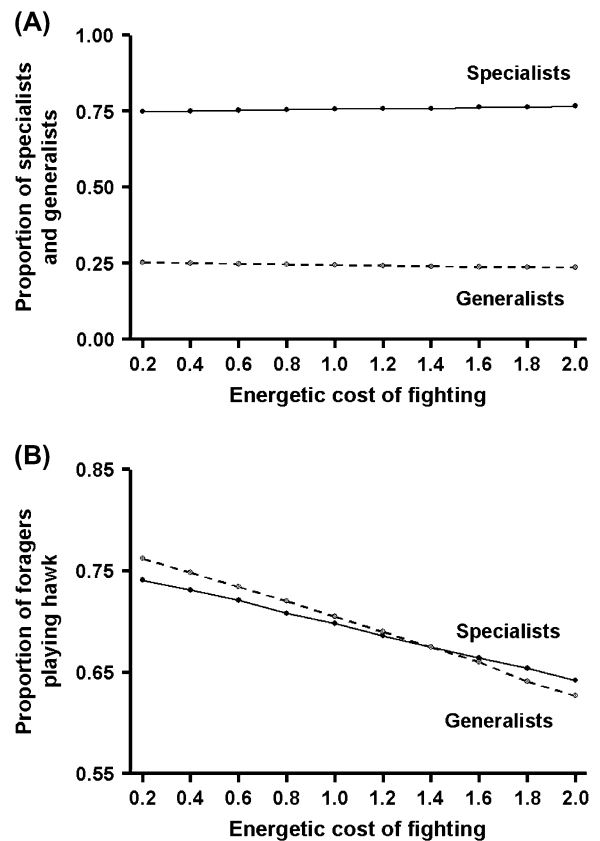 (A)
1.00
0.75
0.50
0.25
0.00
Proportion of specialists
and generalists
Specialists
Generalists
0.2 0.4 0.6 0.8 1.0 1.2 1.4 1.6 1.8 2.0
Energetic cost of fighting
(B)
0.85
0.75
0.65
0.55
Proportion of foragers
playing hawk
Specialists
Generalists
0.2 0.4 0.6 0.8 1.0 1.2 1.4 1.6 1.8 2.0
Energetic cost of fighting